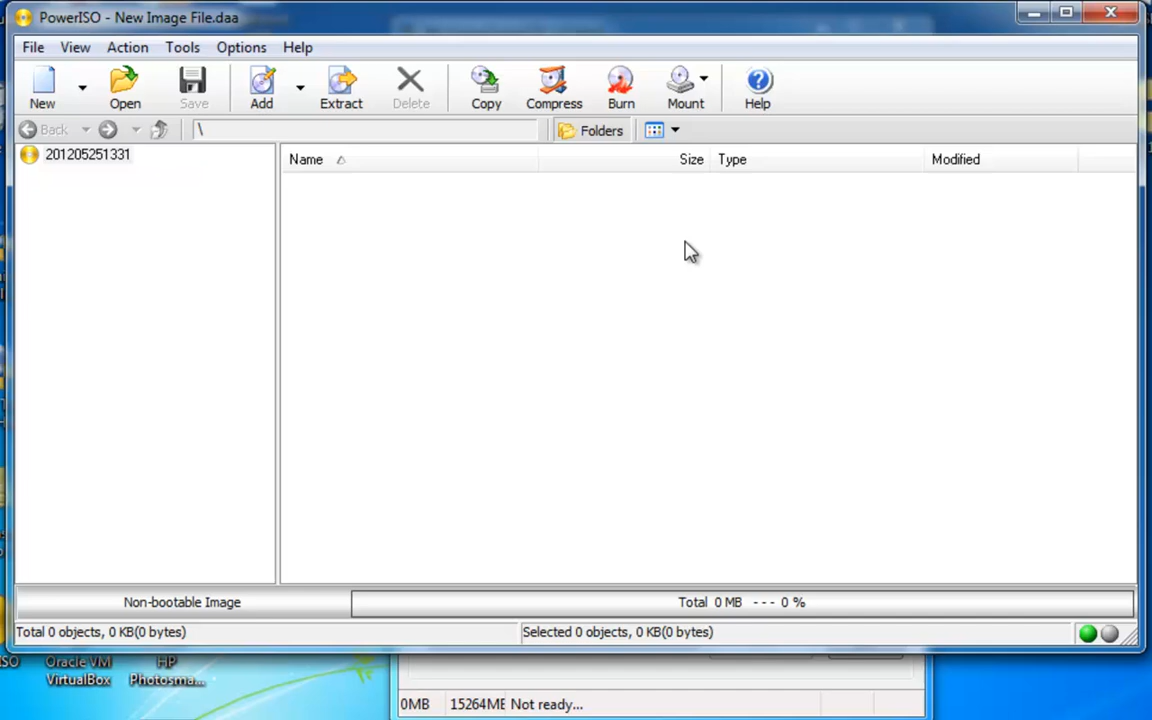 PowerISO - New Image File.daa
File View Action Tools Options Help
New Open Save Add Extract Delete Copy Compress Burn Mount Help
Back \ Folders
201205251331
Name Size Type Modified
Non-bootable Image Total 0 MB --- 0 %
Total 0 objects, 0 KB(0 bytes) Selected 0 objects, 0 KB(0 bytes)
ISO Oracle VM VirtualBox HP Photosma...
0MB 15264ME Not ready...